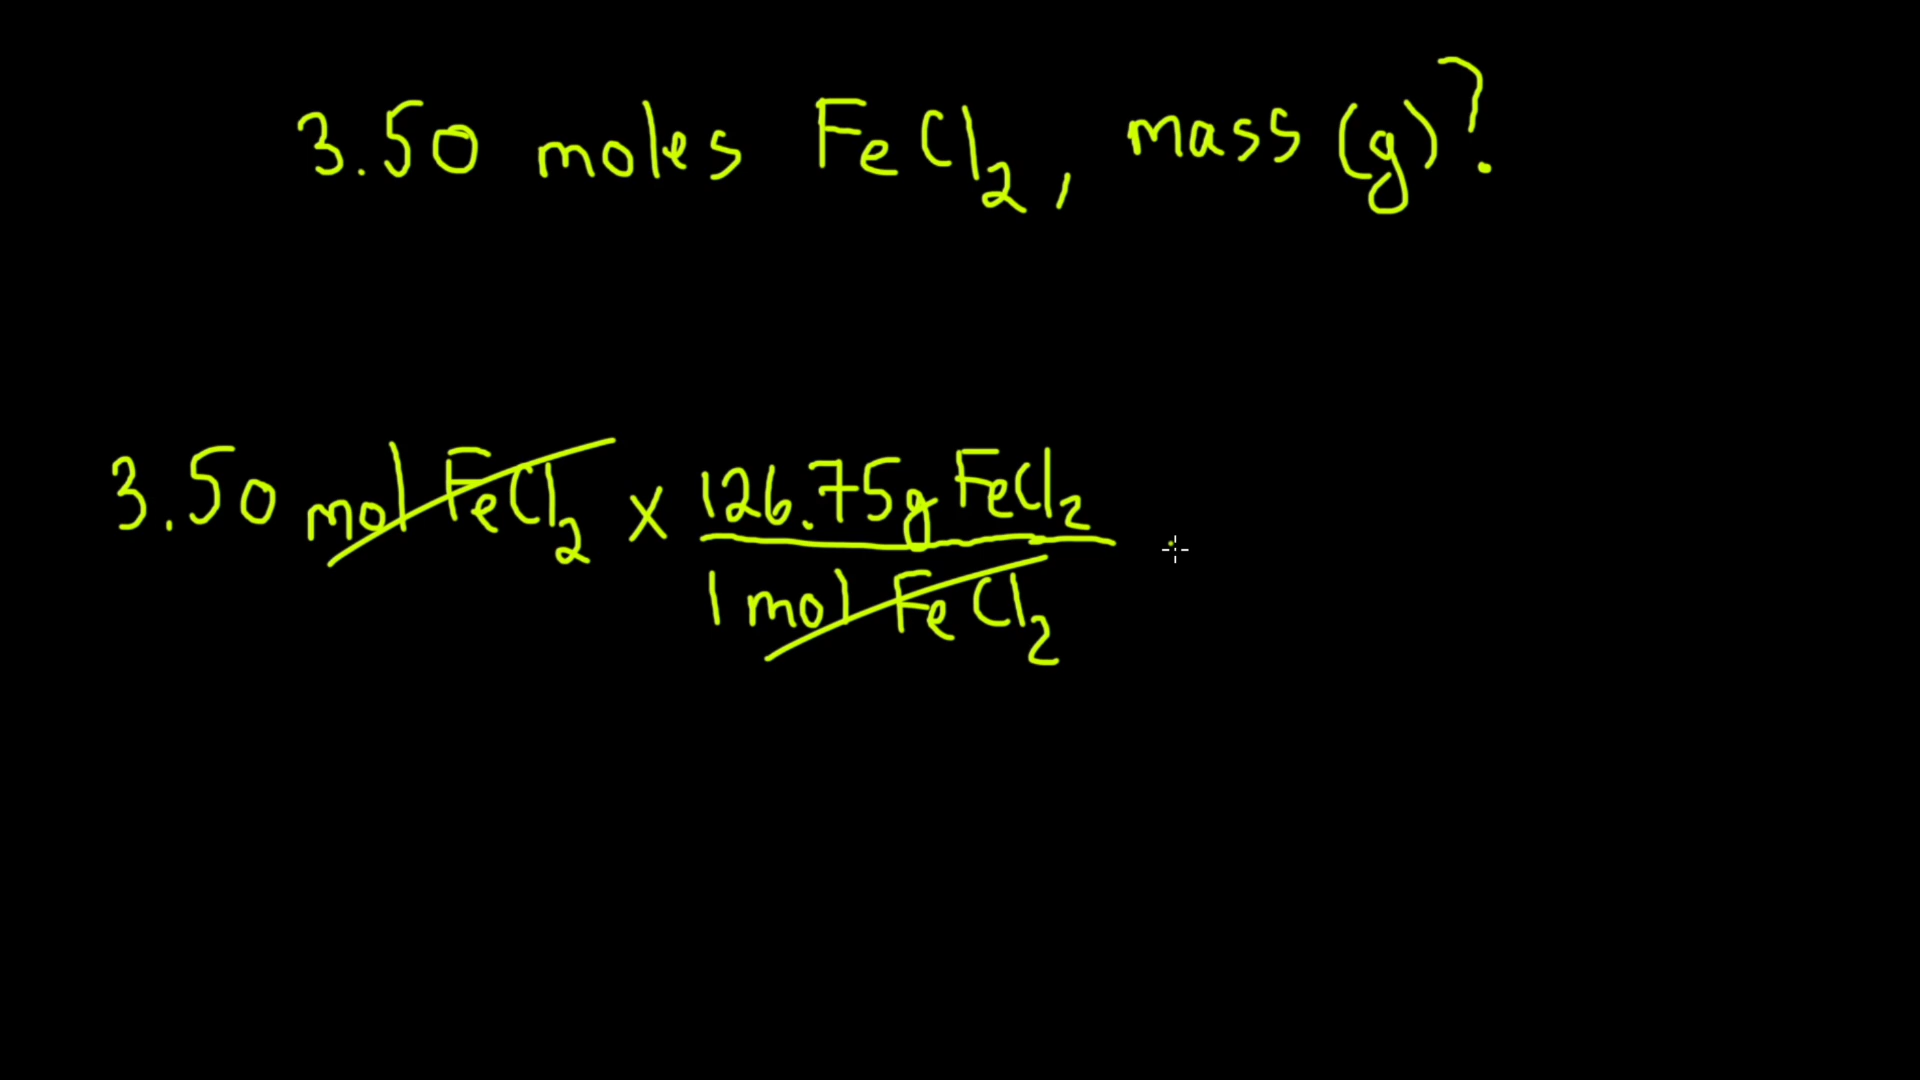 3.50 moles FeCl₂, mass (g)?
3.50 mol FeCl₂ x 126.75g FeCl₂
1 mol FeCl₂